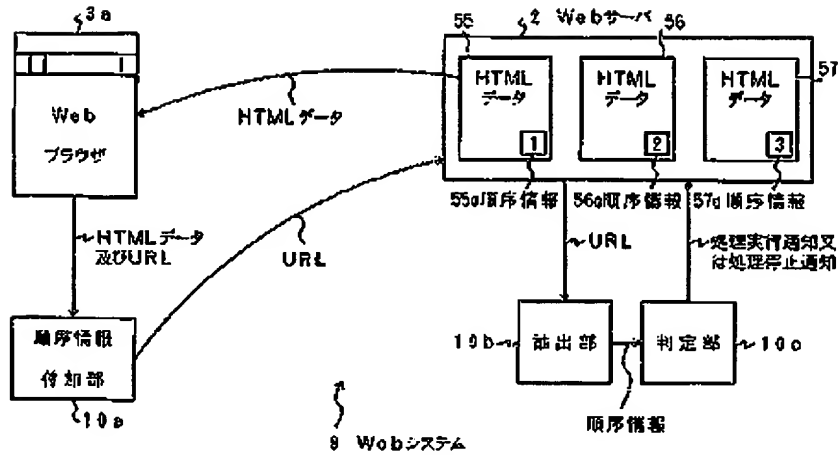 3a
Web
ブラウザ
HTMLデータ
及びURL
順序情報
付加部
10a
HTMLデータ
URL
2 Webサーバ
55
HTML
データ
1
55a順序情報
56
HTML
データ
2
56a順序情報
57
HTML
データ
3
57a順序情報
URL
処理実行通知又
は処理停止通知
10b
抽出部
判定部
10c
順序情報
9 Webシステム